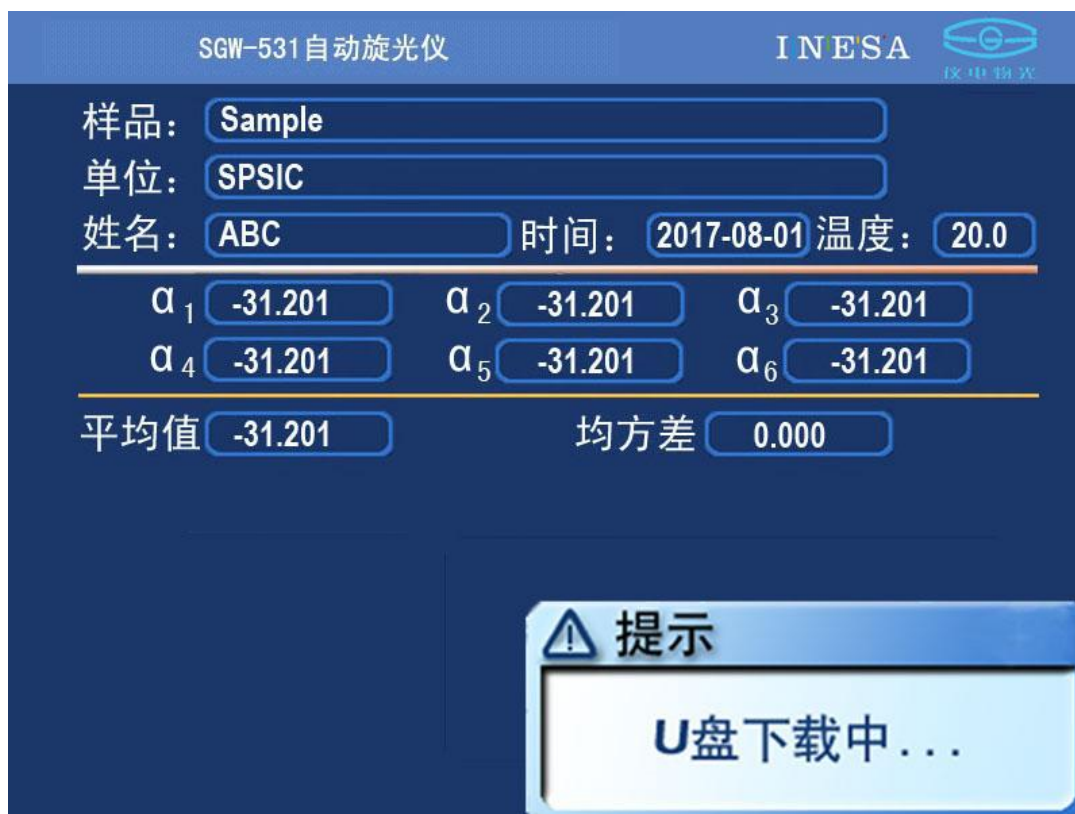 SGW-531自动旋光仪 INESA
仪电物光
样品： Sample
单位： SPSIC
姓名： ABC 时间： 2017-08-01 温度： 20.0
α1 -31.201 α2 -31.201 α3 -31.201
α4 -31.201 α5 -31.201 α6 -31.201
平均值 -31.201 均方差 0.000
提示
U盘下载中...